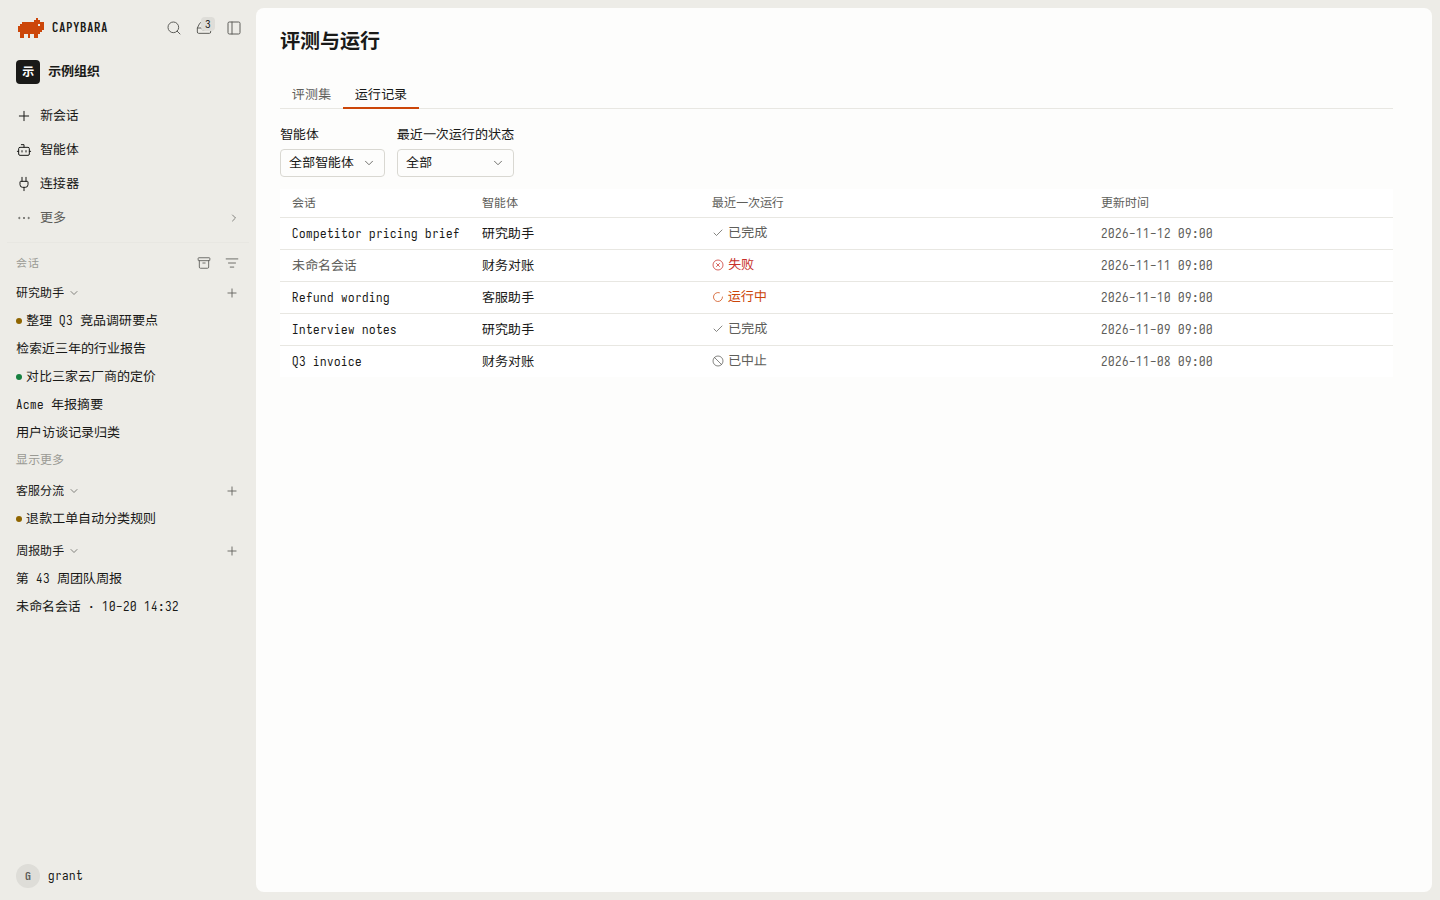 CAPYBARA
3
示 示例组织
新会话
智能体
连接器
更多
会话
研究助手
整理 Q3 竞品调研要点
检索近三年的行业报告
对比三家云厂商的定价
Acme 年报摘要
用户访谈记录归类
显示更多
客服分流
退款工单自动分类规则
周报助手
第 43 周团队周报
未命名会话 · 10-20 14:32
G grant
评测与运行
评测集 运行记录
智能体 最近一次运行的状态
全部智能体 全部
会话 智能体 最近一次运行 更新时间
Competitor pricing brief 研究助手 已完成 2026-11-12 09:00
未命名会话 财务对账 失败 2026-11-11 09:00
Refund wording 客服助手 运行中 2026-11-10 09:00
Interview notes 研究助手 已完成 2026-11-09 09:00
Q3 invoice 财务对账 已中止 2026-11-08 09:00